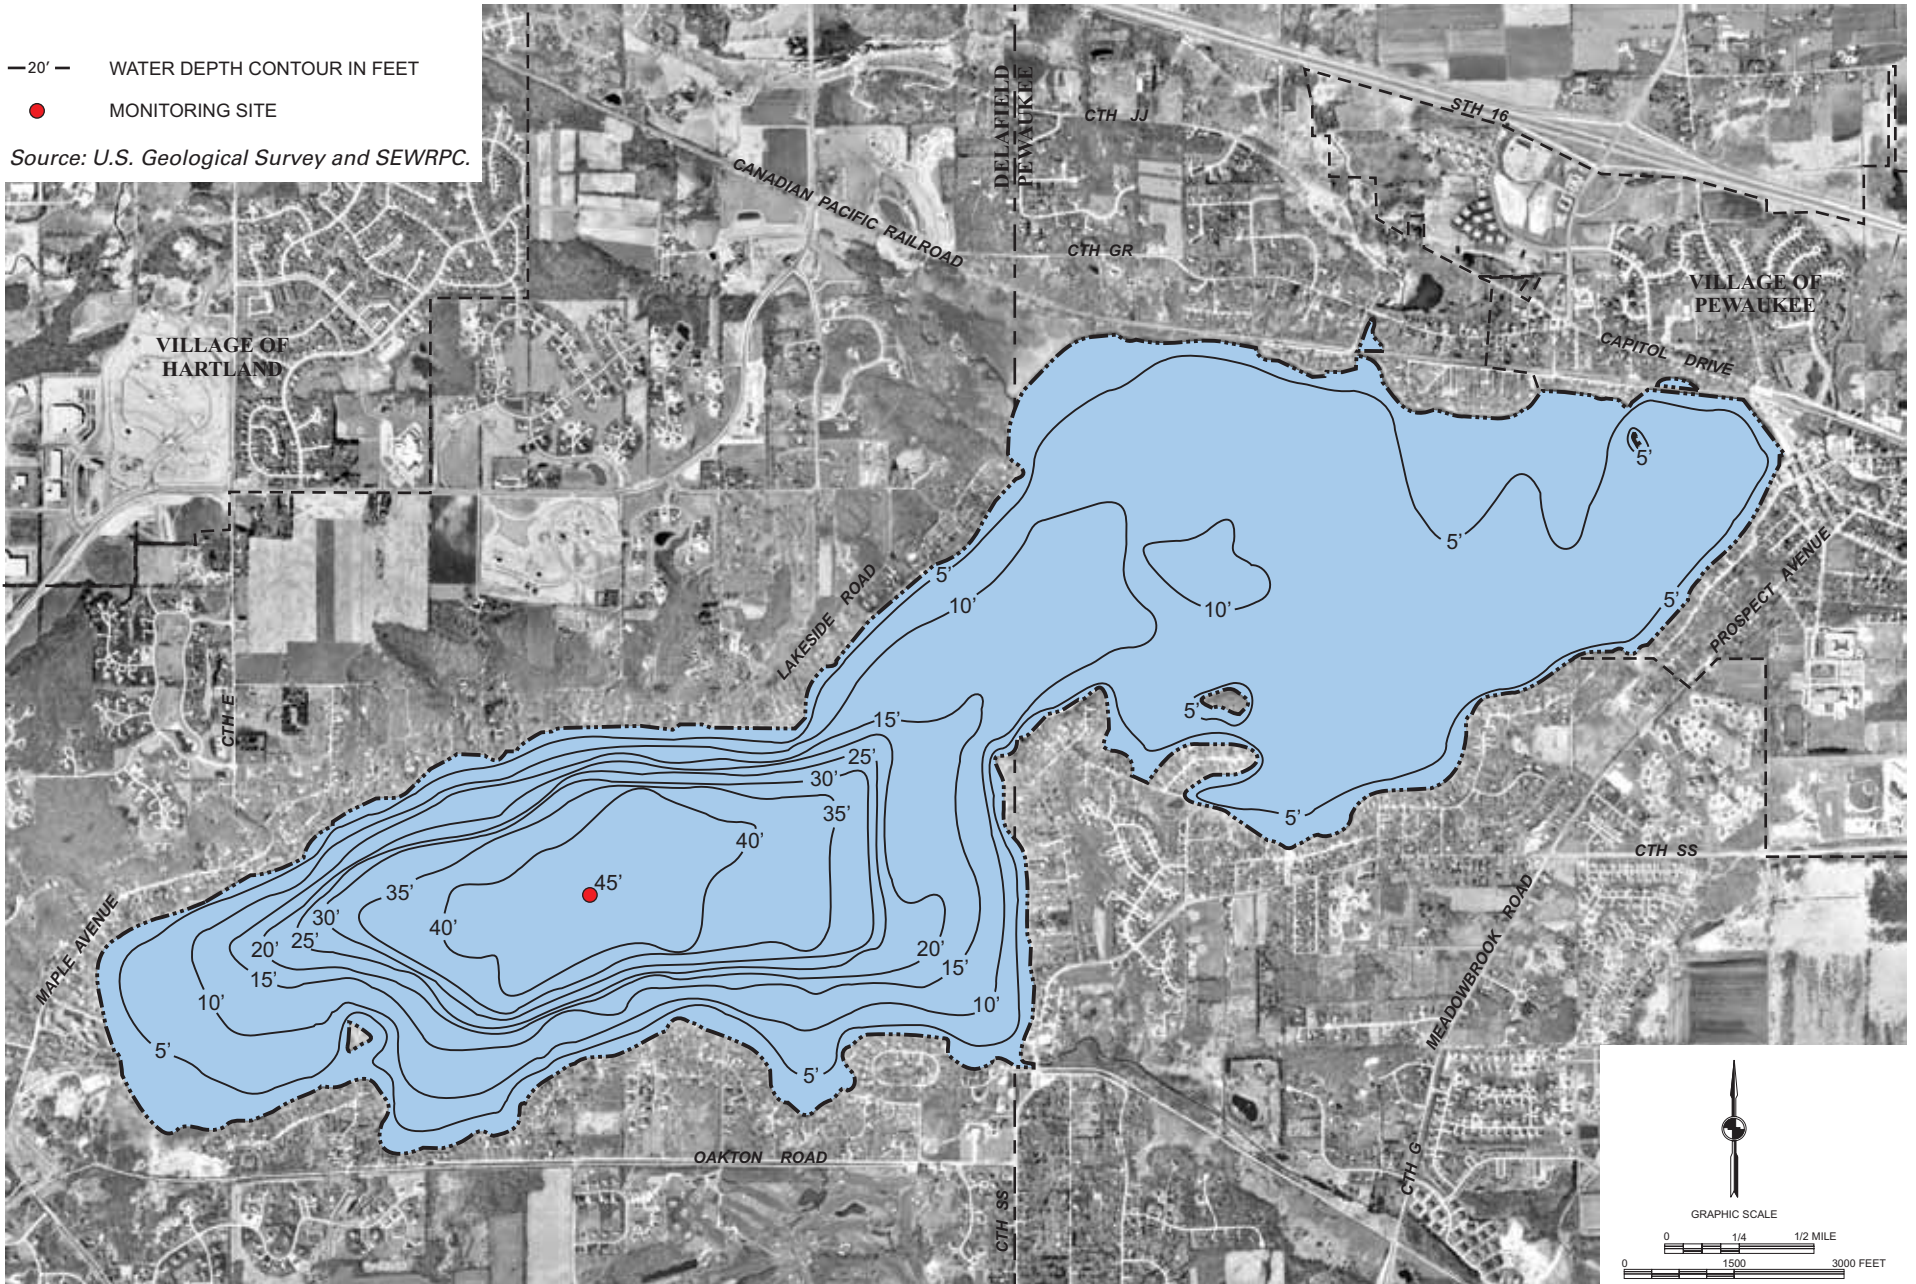 20' WATER DEPTH CONTOUR IN FEET
MONITORING SITE
Source: U.S. Geological Survey and SEWRPC.
DELAFIELD
PEWAUKEE
CTH JJ
STH 16
CANADIAN PACIFIC RAILROAD
CTH GR
VILLAGE OF
PEWAUKEE
VILLAGE OF
HARTLAND
CAPITOL DRIVE
5'
5'
PROSPECT AVENUE
5'
10'
10'
5'
LAKESIDE ROAD
CTH E
15'
5'
25'
30'
35'
5'
40'
CTH SS
45'
35'
30'
40'
25'
20'
15'
20'
15'
10'
10'
MAPLE AVENUE
MEADOWBROOK ROAD
5'
5'
OAKTON ROAD
CTH G
CTH SS
GRAPHIC SCALE
0 1/4 1/2 MILE
0 1500 3000 FEET